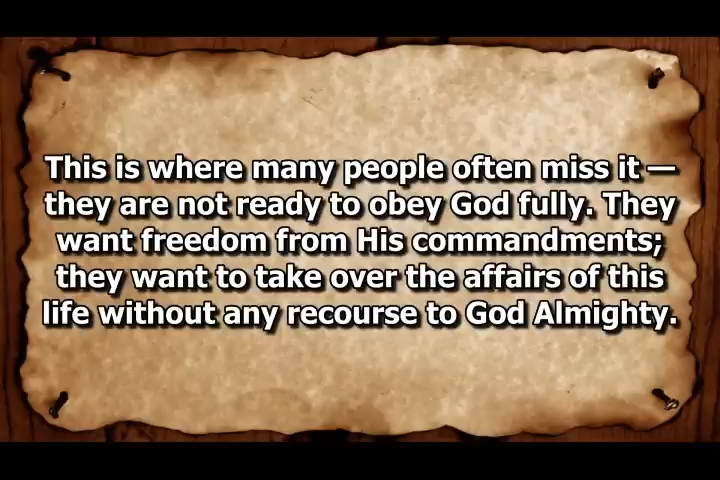 This is where many people often miss it —
they are not ready to obey God fully. They
want freedom from His commandments;
they want to take over the affairs of this
life without any recourse to God Almighty.